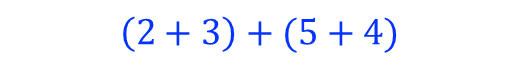 (2 + 3) + (5 + 4)